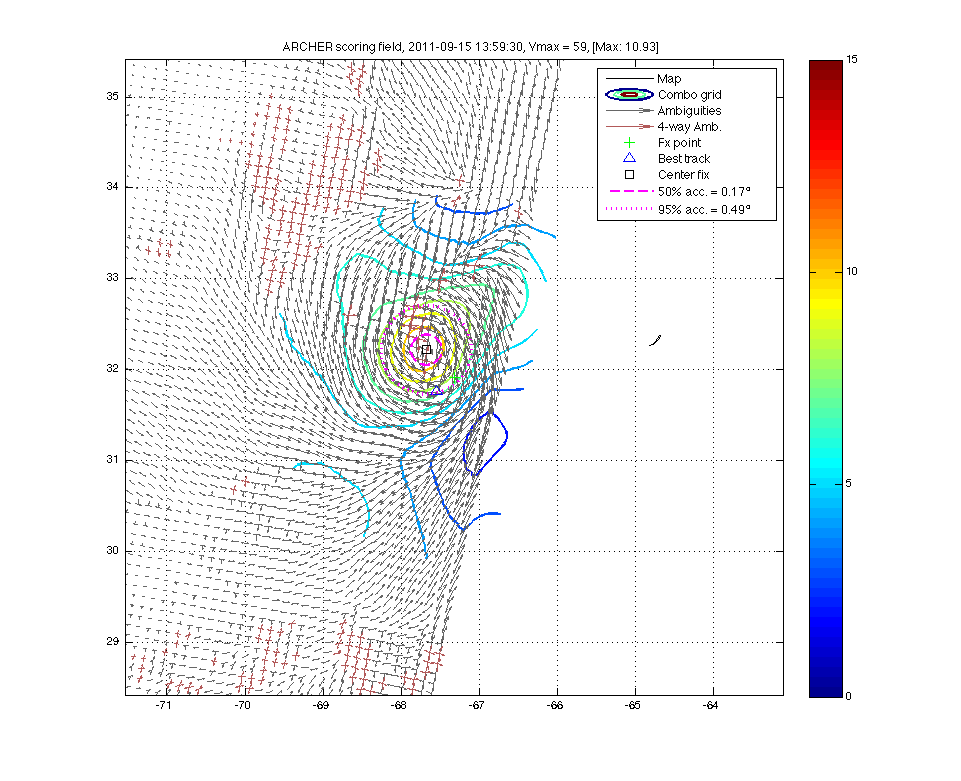 ARCHER scoring field, 2011-09-15 13:59:30, Vmax = 59, [Max: 10.93]
Map
Combo grid
Ambiguities
4-way Amb.
Fx point
Best track
Center fix
50% acc. = 0.17°
95% acc. = 0.49°
35
34
33
32
31
30
29
-71
-70
-69
-68
-67
-66
-65
-64
15
10
5
0